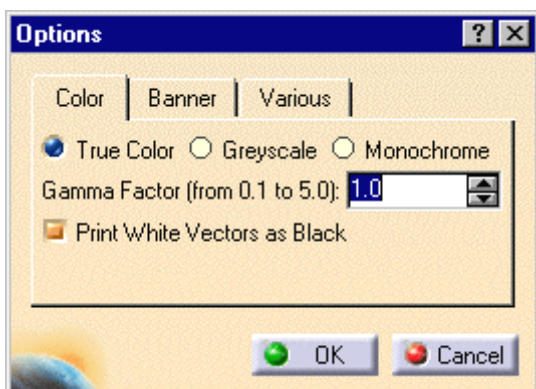 Options
Color Banner Various
True Color Greyscale Monochrome
Gamma Factor (from 0.1 to 5.0): 1.0
Print White Vectors as Black
OK Cancel